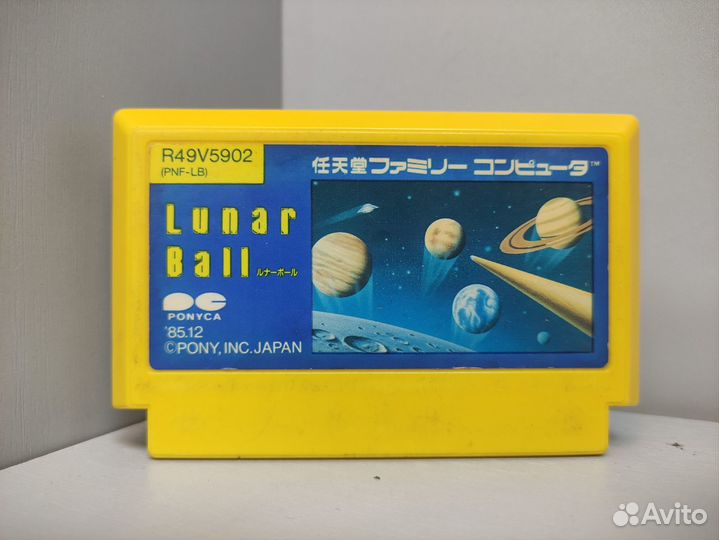 R49V5902
(PNF-LB)
任天堂 ファミリー コンピュータ™
Lunar
Ball ルナーボール
PONYCA
'85.12
©PONY, INC. JAPAN
Avito